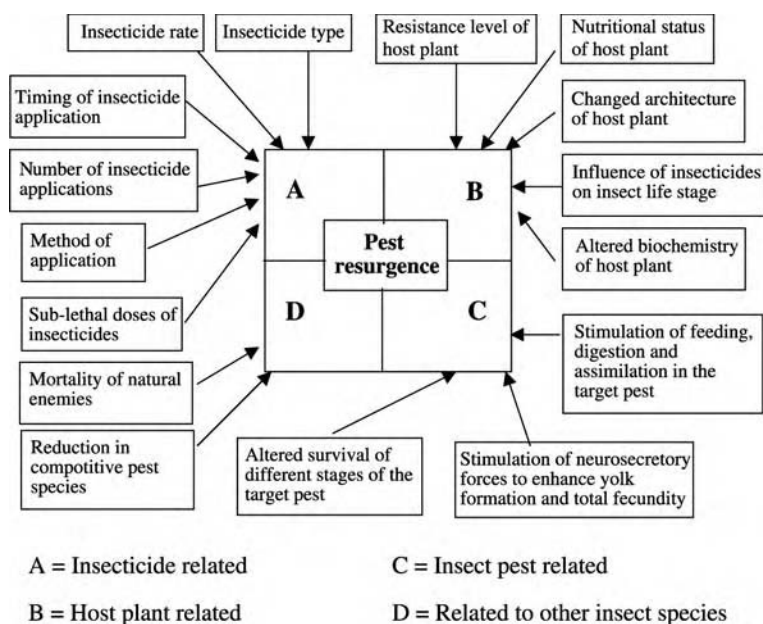 Insecticide rate
Insecticide type
Resistance level of
host plant
Nutritional status
of host plant
Timing of insecticide
application
Changed architecture
of host plant
Number of insecticide
applications
Influence of insecticides
on insect life stage
Method of
application
Altered biochemistry
of host plant
A
B
Pest
resurgence
D
C
Sub-lethal doses of
insecticides
Stimulation of feeding,
digestion and
assimilation in the
target pest
Mortality of natural
enemies
Reduction in
compotitive pest
species
Altered survival of
different stages of the
target pest
Stimulation of neurosecretory
forces to enhance yolk
formation and total fecundity
A = Insecticide related
C = Insect pest related
B = Host plant related
D = Related to other insect species